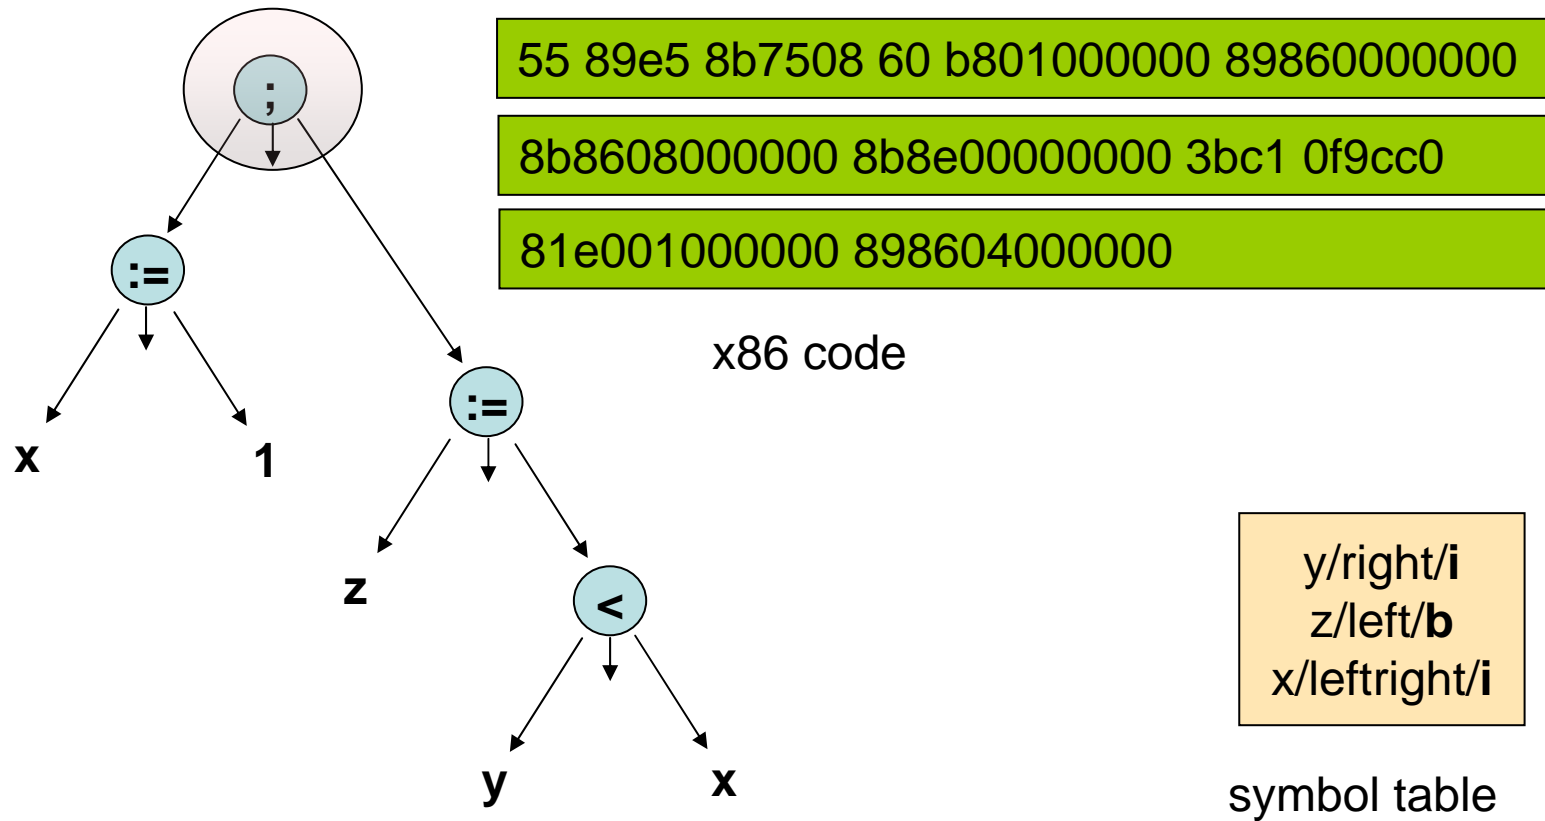 ;
55 89e5 8b7508 60 b801000000 89860000000
8b8608000000 8b8e00000000 3bc1 0f9cc0
81e001000000 898604000000
x86 code
:=
x
1
:=
z
<
y
x
y/right/i
z/left/b
x/leftright/i
symbol table